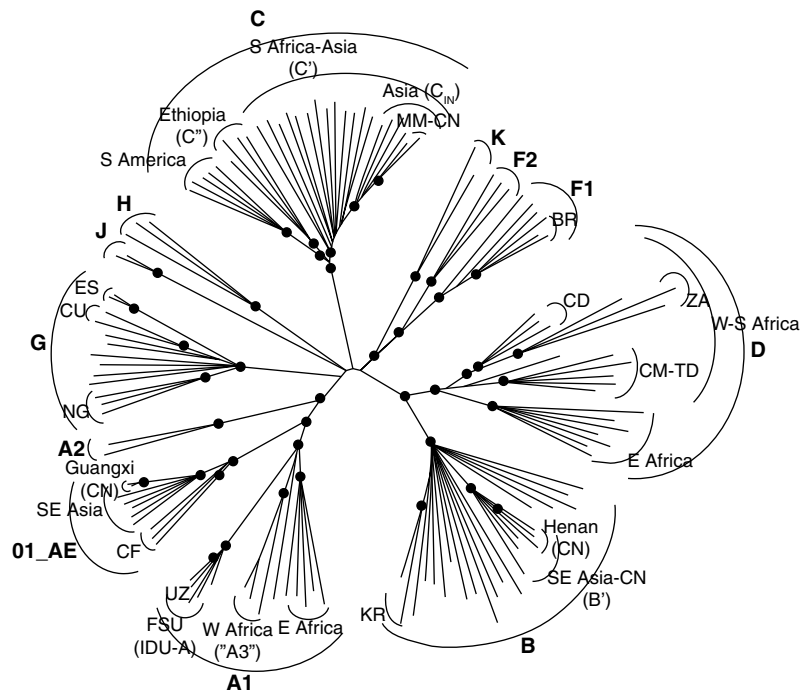 C
S Africa-Asia
(C')
Asia (C_IN)
MM-CN
Ethiopia
(C")
S America
K
F2
F1
BR
H
J
ES
CU
G
NG
CD
ZA
W-S Africa
D
CM-TD
E Africa
A2
Guangxi
(CN)
SE Asia
01_AE
CF
UZ
FSU
(IDU-A)
W Africa
("A3")
E Africa
A1
KR
Henan
(CN)
SE Asia-CN
(B')
B